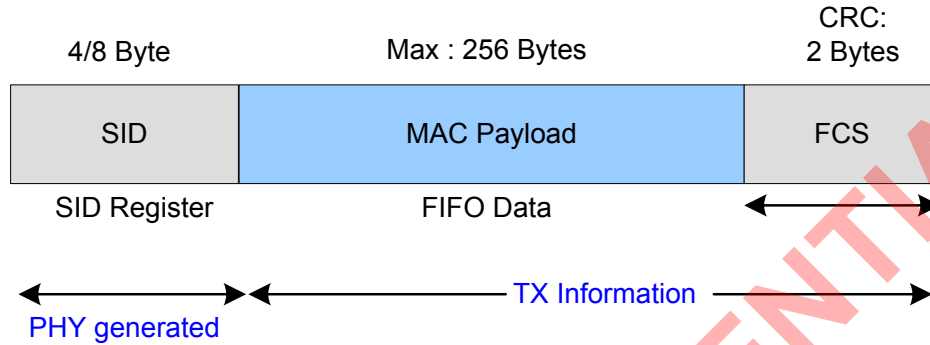 4/8 Byte
Max : 256 Bytes
CRC:
2 Bytes
SID
MAC Payload
FCS
SID Register
FIFO Data
TX Information
PHY generated